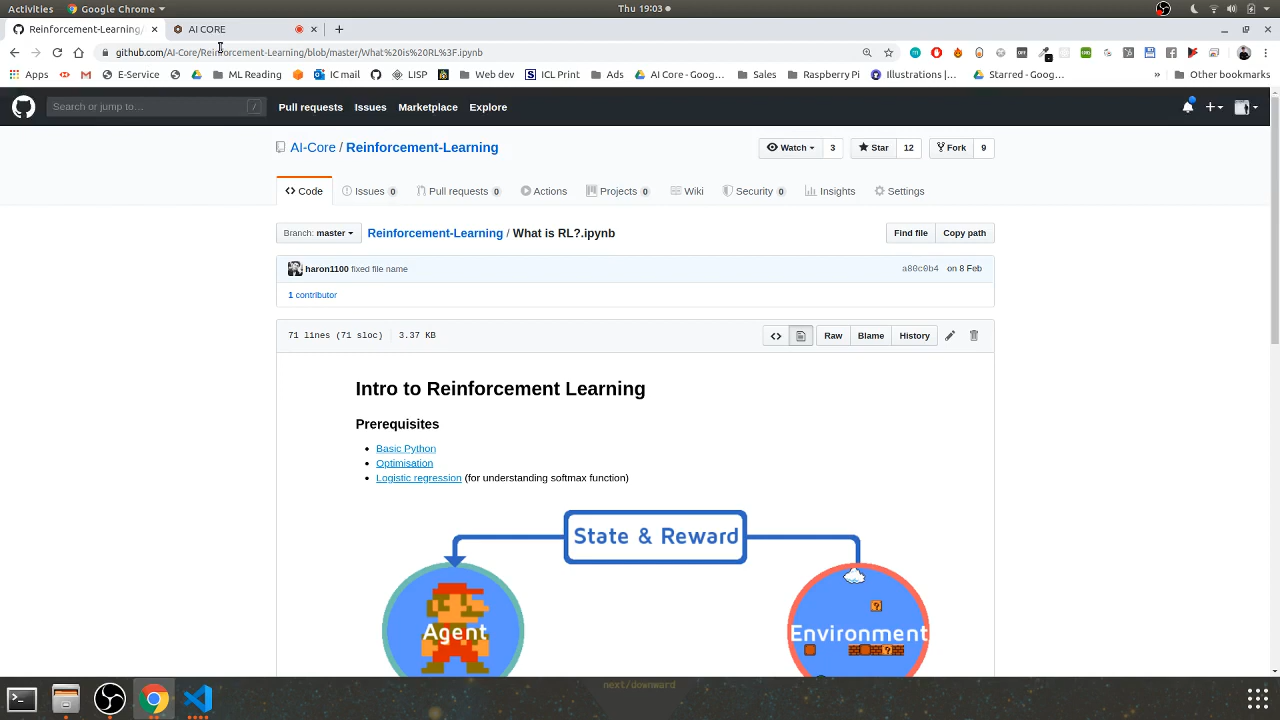 Activities
Google Chrome
Thu 19:03
Reinforcement-Learning/
AI CORE
github.com/AI-Core/Reinforcement-Learning/blob/master/What%20is%20RL%3F.ipynb
Apps
E-Service
ML Reading
IC mail
LISP
Web dev
ICL Print
Ads
AI Core - Goog...
Sales
Raspberry Pi
Illustrations |...
Starred - Goog...
»
Other bookmarks
Search or jump to...
/
Pull requests
Issues
Marketplace
Explore
AI-Core / Reinforcement-Learning
Watch 3
Star 12
Fork 9
Code
Issues 0
Pull requests 0
Actions
Projects 0
Wiki
Security 0
Insights
Settings
Branch: master
Reinforcement-Learning / What is RL?.ipynb
Find file
Copy path
haron1100 fixed file name
a80c0b4 on 8 Feb
1 contributor
71 lines (71 sloc) 3.37 KB
Raw
Blame
History
Intro to Reinforcement Learning
Prerequisites
Basic Python
Optimisation
Logistic regression (for understanding softmax function)
State & Reward
Agent
Environment
next/downward